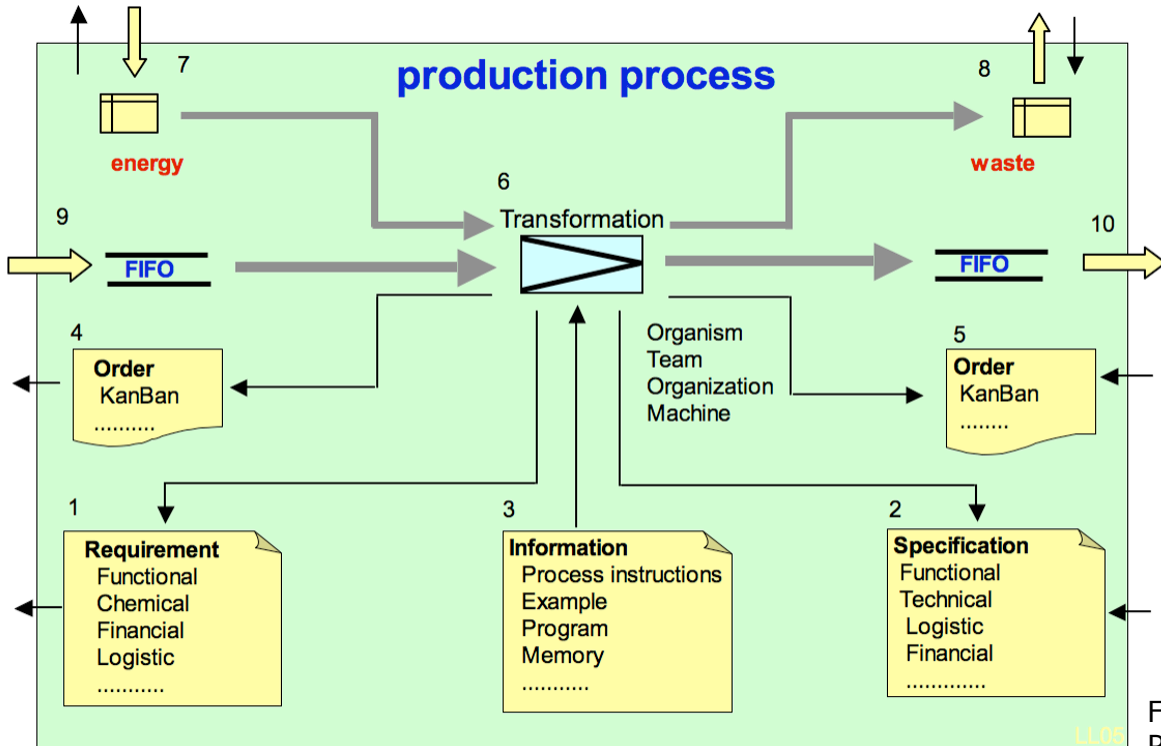 7
production process
8
energy
waste
6
Transformation
9
FIFO
10
FIFO
4
Order
KanBan
..........
Organism
Team
Organization
Machine
5
Order
KanBan
........
1
Requirement
Functional
Chemical
Financial
Logistic
...........
3
Information
Process instructions
Example
Program
Memory
...........
2
Specification
Functional
Technical
Logistic
Financial
.............
LL05
F